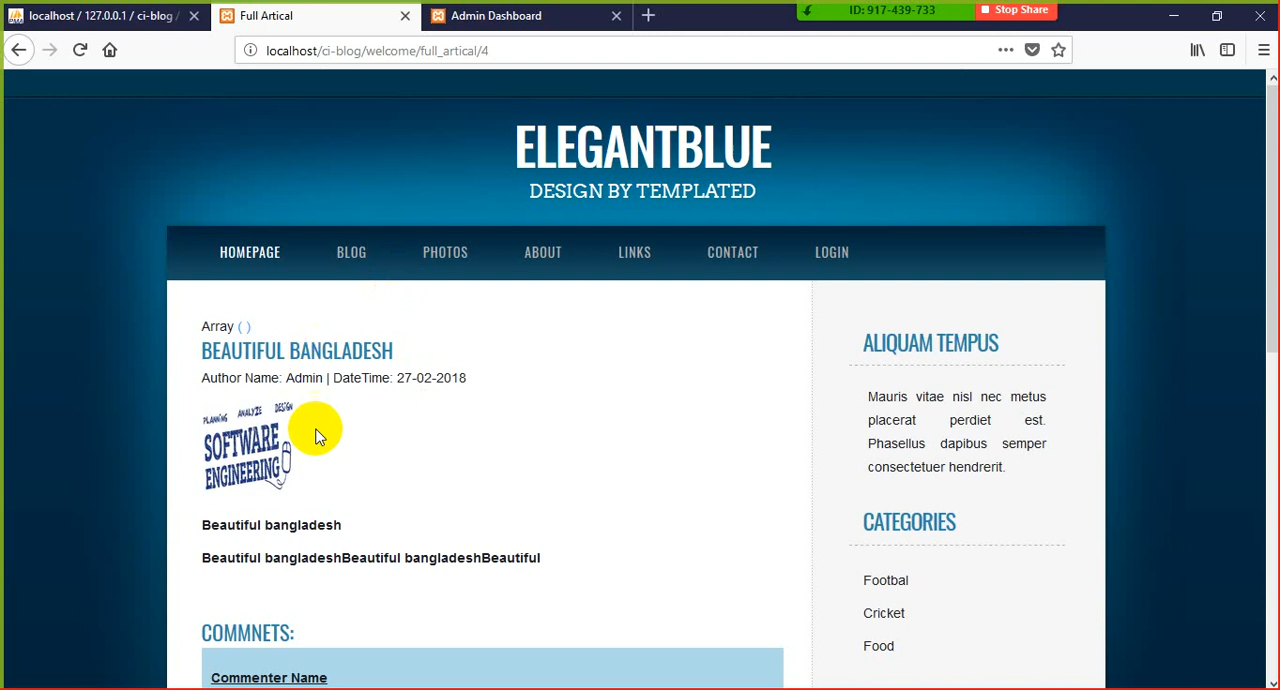 localhost / 127.0.0.1 / ci-blog /
Full Artical
Admin Dashboard
ID: 917-439-733
Stop Share
localhost/ci-blog/welcome/full_artical/4
ELEGANTBLUE
DESIGN BY TEMPLATED
HOMEPAGE BLOG PHOTOS ABOUT LINKS CONTACT LOGIN
Array ( )
BEAUTIFUL BANGLADESH
Author Name: Admin | DateTime: 27-02-2018
PLANNING ANALYZE DESIGN
SOFTWARE
ENGINEERING
Beautiful bangladesh
Beautiful bangladeshBeautiful bangladeshBeautiful
COMMNETS:
Commenter Name
ALIQUAM TEMPUS
Mauris vitae nisl nec metus
placerat perdiet est.
Phasellus dapibus semper
consectetuer hendrerit.
CATEGORIES
Footbal
Cricket
Food